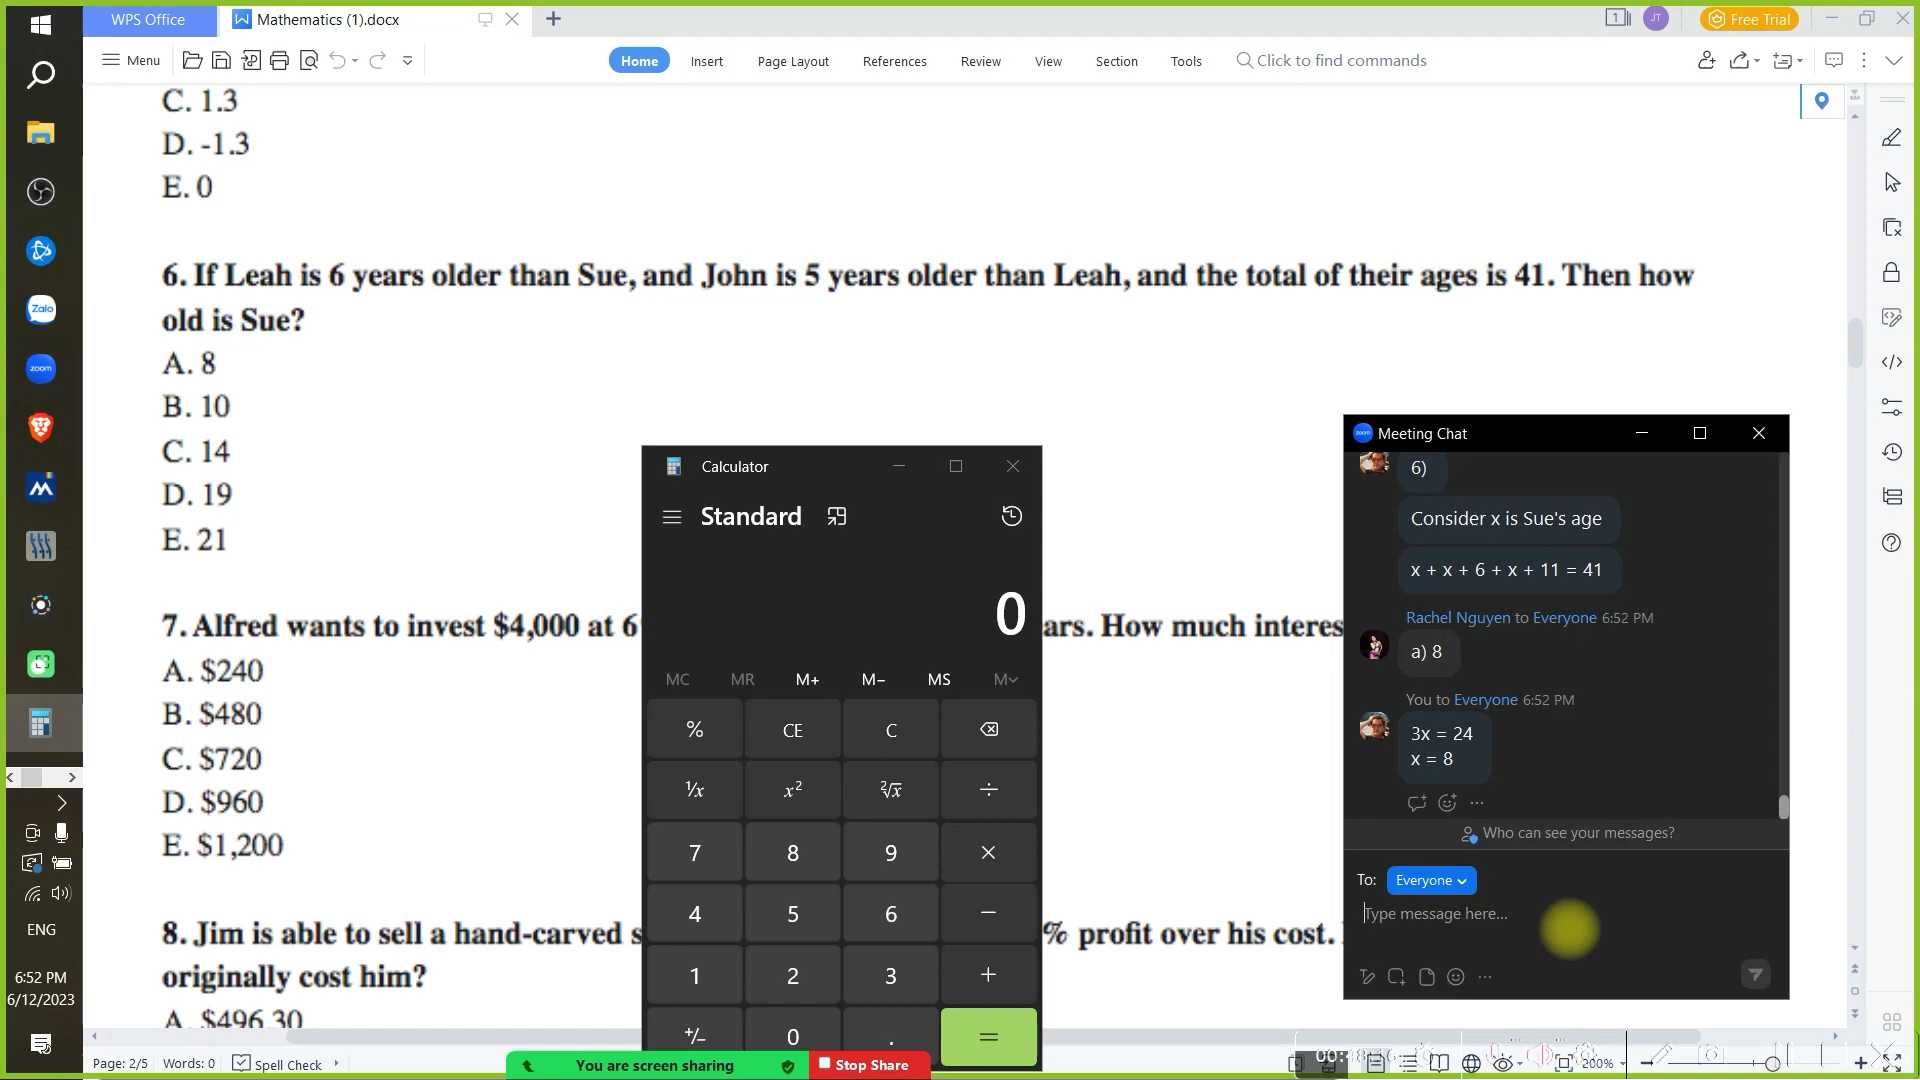 WPS Office
Mathematics (1).docx
1
JT
Free Trial
Menu
Home
Insert
Page Layout
References
Review
View
Section
Tools
Click to find commands
C. 1.3
D. -1.3
E. 0
6. If Leah is 6 years older than Sue, and John is 5 years older than Leah, and the total of their ages is 41. Then how
old is Sue?
A. 8
B. 10
C. 14
D. 19
E. 21
7. Alfred wants to invest $4,000 at 6
ars. How much interes
A. $240
B. $480
C. $720
D. $960
E. $1,200
8. Jim is able to sell a hand-carved s
% profit over his cost.
originally cost him?
A. $496.30
Calculator
Standard
0
MC MR M+ M− MS M
% CE C
1/x x² ²√x ÷
7 8 9 ×
4 5 6 −
1 2 3 +
+/− 0 . =
zoom
Meeting Chat
6)
Consider x is Sue's age
x + x + 6 + x + 11 = 41
Rachel Nguyen to Everyone 6:52 PM
a) 8
You to Everyone 6:52 PM
3x = 24
x = 8
Who can see your messages?
To: Everyone
Type message here...
Zalo
zoom
ENG
6:52 PM
6/12/2023
Page: 2/5
Words: 0
Spell Check
You are screen sharing
Stop Share
200%